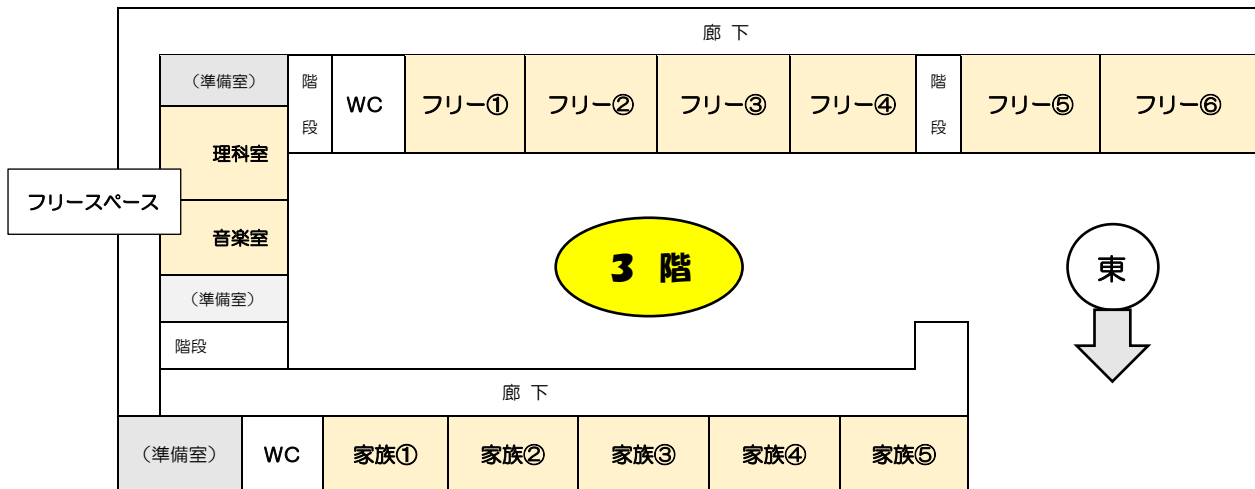 廊 下
（準備室）
階
段
WC
フリー①
フリー②
フリー③
フリー④
階
段
フリー⑤
フリー⑥
理科室
フリースペース
音楽室
3 階
東
（準備室）
階段
廊 下
（準備室）
WC
家族①
家族②
家族③
家族④
家族⑤